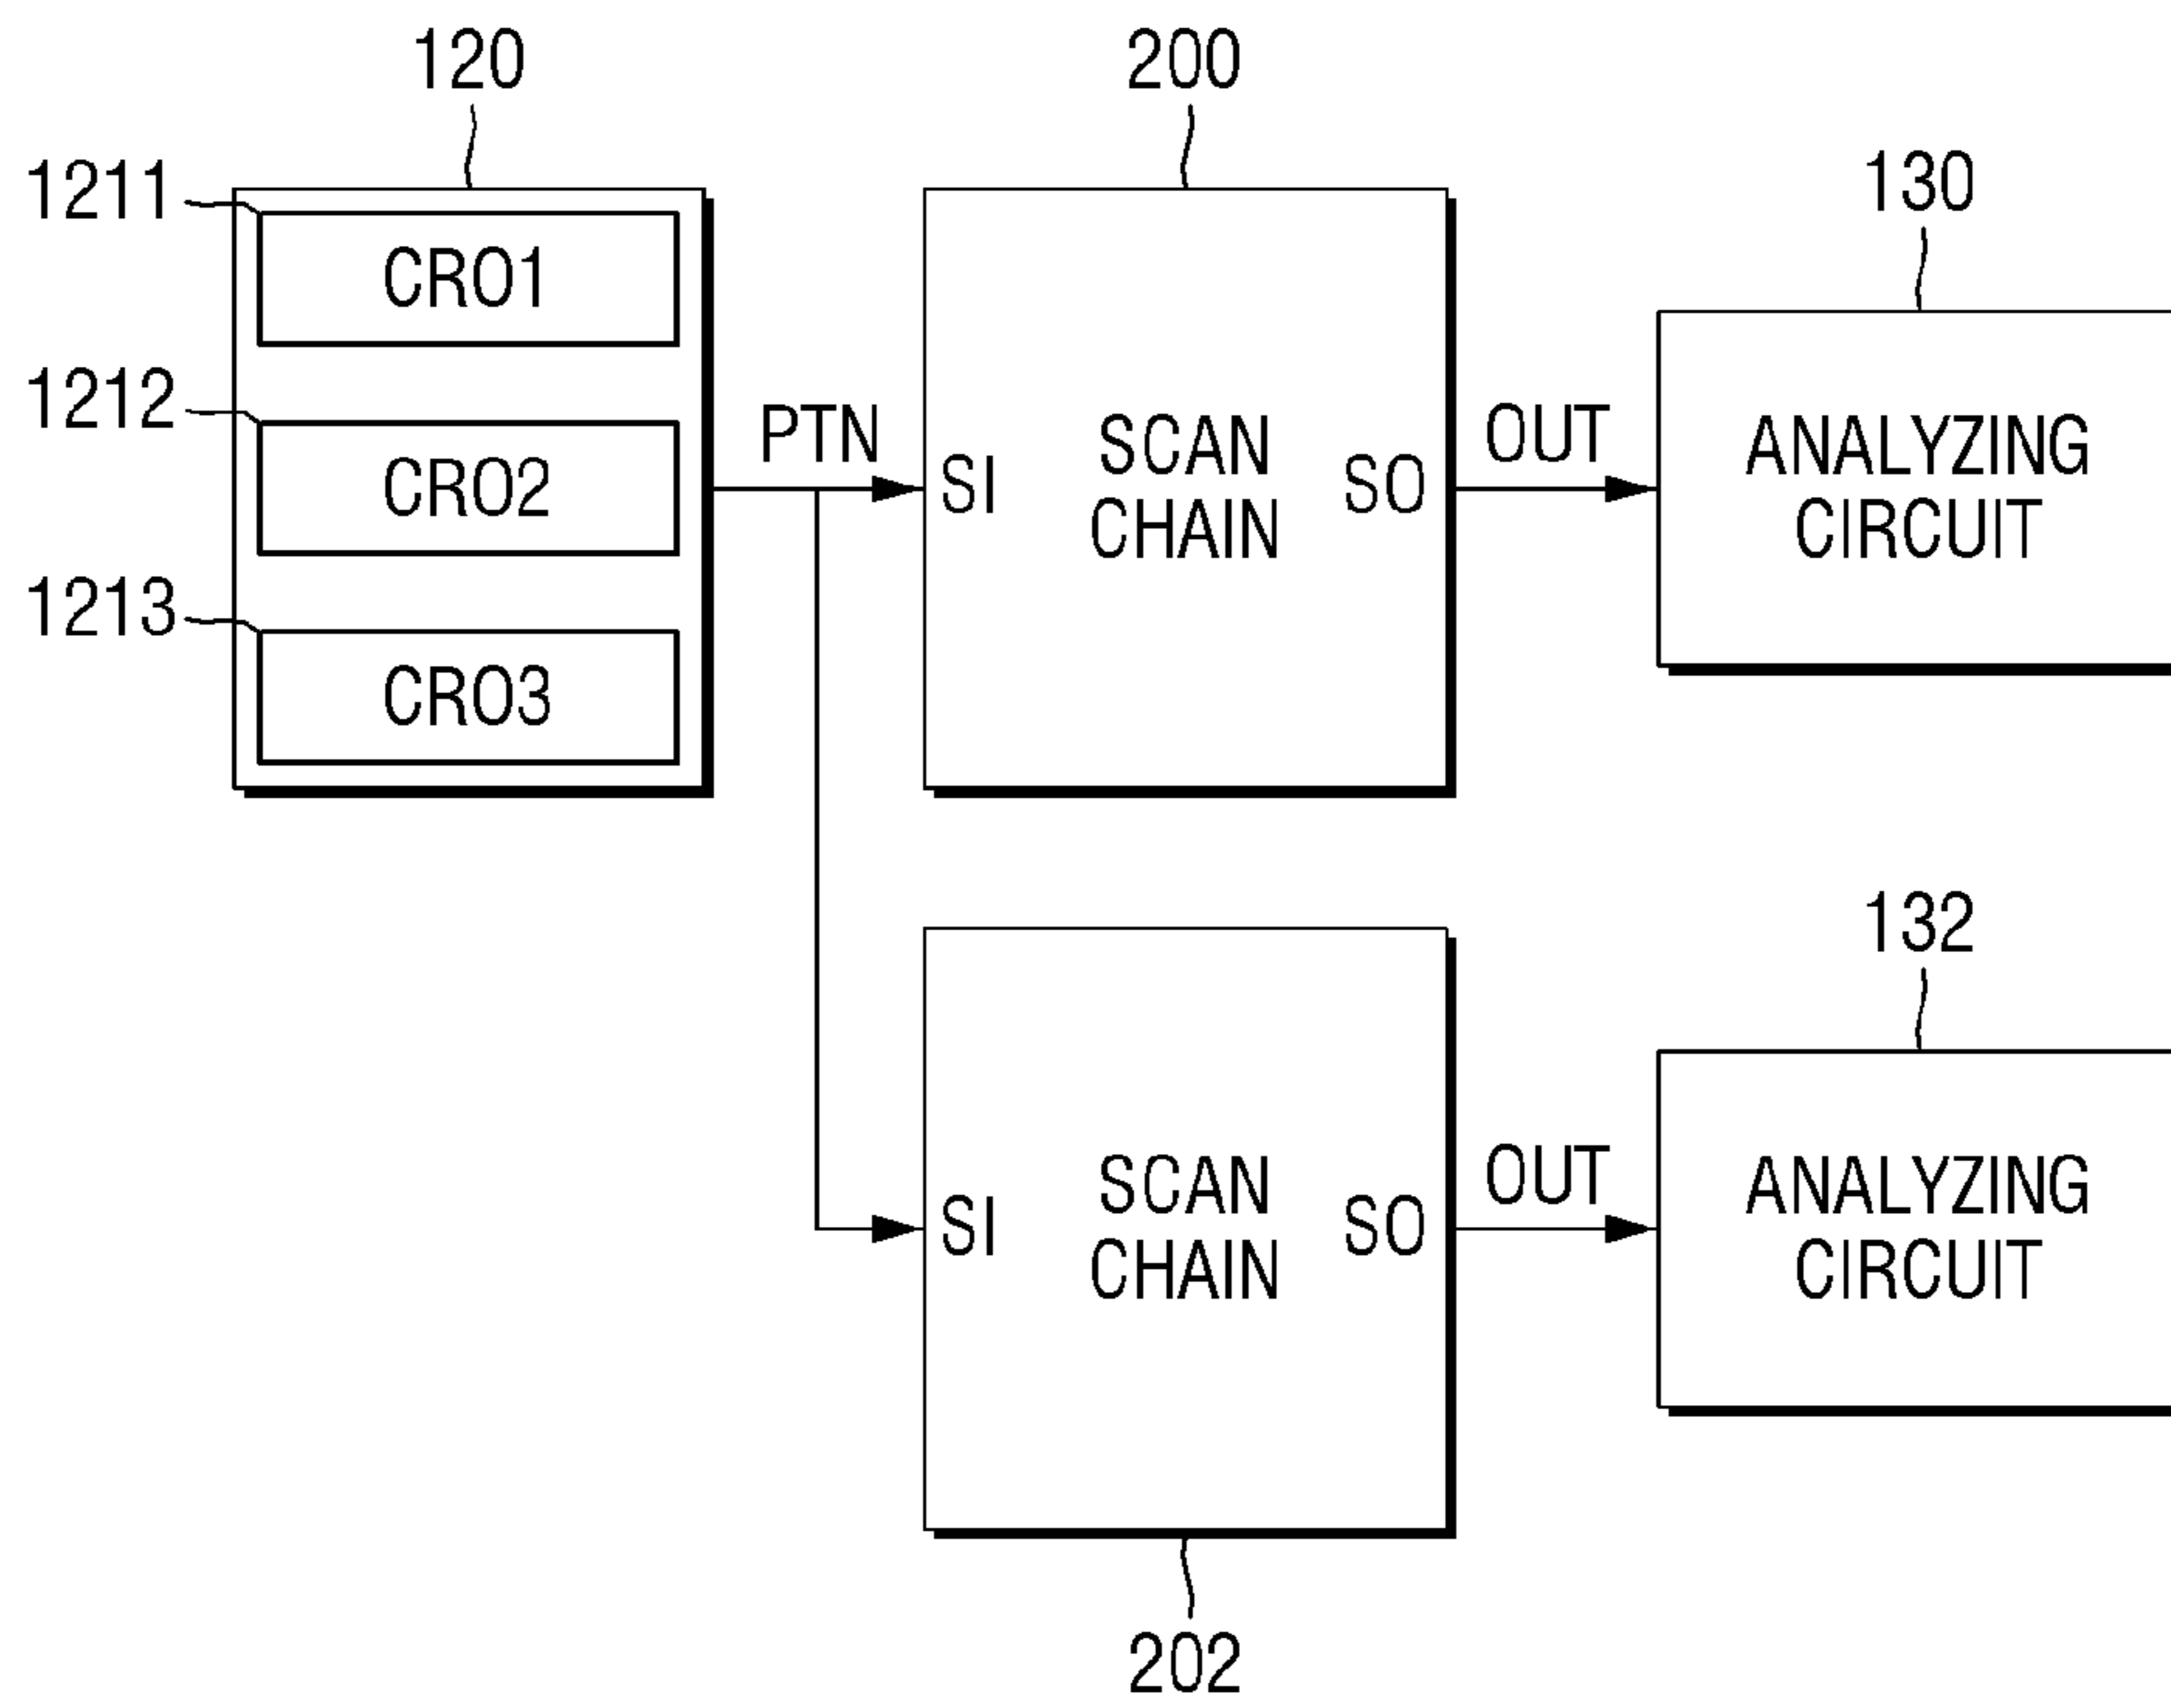 120
200
130
1211
CRO1
1212
CRO2
1213
CRO3
PTN
SI
SCAN
CHAIN
SO
OUT
ANALYZING
CIRCUIT
132
SI
SCAN
CHAIN
SO
OUT
ANALYZING
CIRCUIT
202